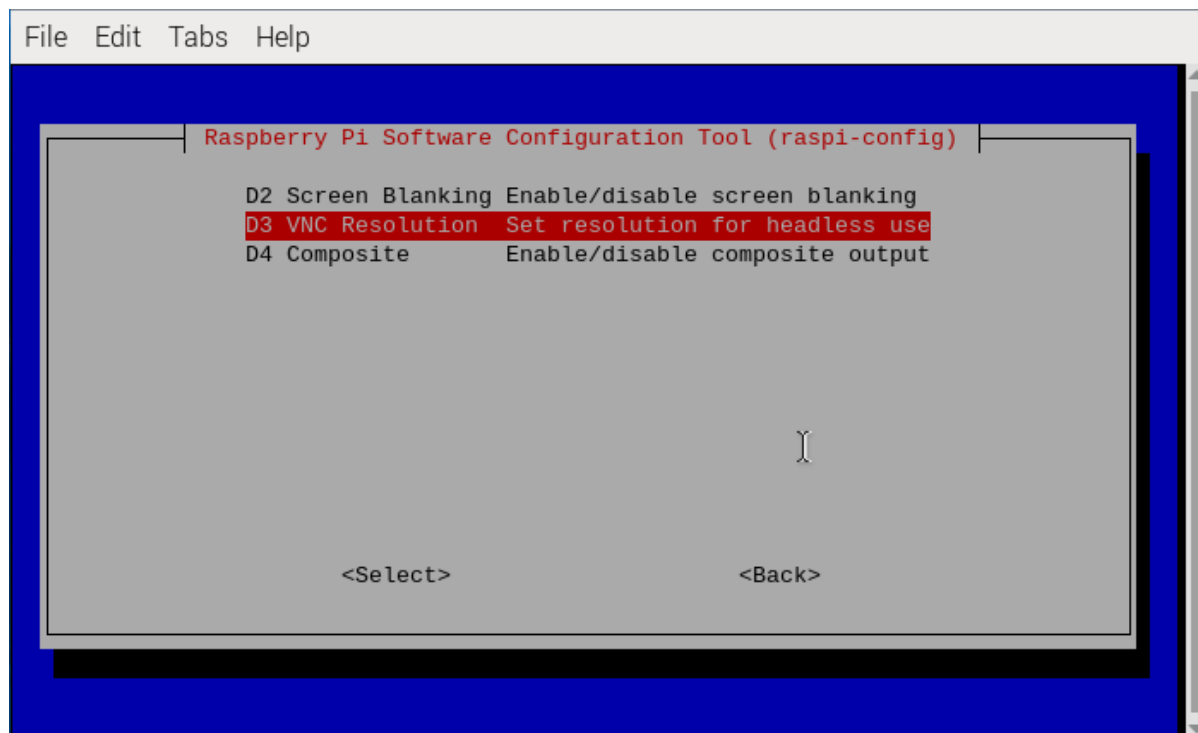 File Edit Tabs Help
Raspberry Pi Software Configuration Tool (raspi-config)
D2 Screen Blanking Enable/disable screen blanking
D3 VNC Resolution Set resolution for headless use
D4 Composite Enable/disable composite output
<Select> <Back>